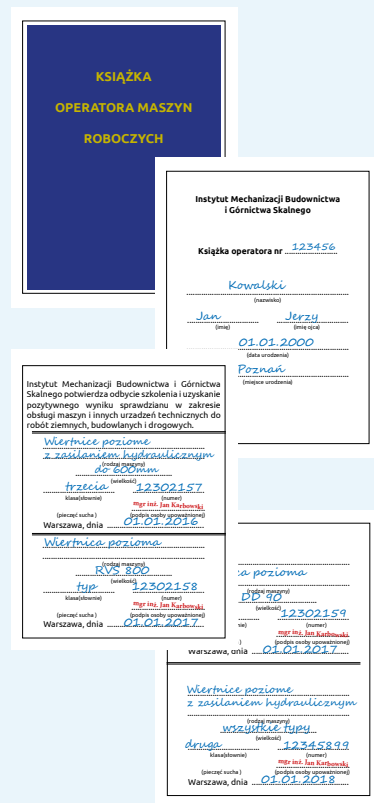 KSIĄŻKA
OPERATORA MASZYN
ROBOCZYCH
Instytut Mechanizacji Budownictwa
i Górnictwa Skalnego
Książka operatora nr 123456
Kowalski
(nazwisko)
Jan Jerzy
(imię) (imię ojca)
01.01.2000
(data urodzenia)
Poznań
(miejsce urodzenia)
Instytut Mechanizacji Budownictwa i Górnictwa
Skalnego potwierdza odbycie szkolenia i uzyskanie
pozytywnego wyniku sprawdzianu w zakresie
obsługi maszyn i innych urządzeń technicznych do
robót ziemnych, budowlanych i drogowych.
Wiertnice poziome
z zasilaniem hydraulicznym
(rodzaj maszyny)
do 600mm
(wielkość)
trzecia 12302157
klasa(słownie) (numer)
mgr inż. Jan Karbowski
(pieczęć sucha ) (podpis osoby upoważnionej)
Warszawa, dnia 01.01.2016
Wiertnica pozioma
(rodzaj maszyny)
RVS 800
(wielkość)
typ 12302158
klasa(słownie) (numer)
mgr inż. Jan Karbowski
(pieczęć sucha ) (podpis osoby upoważnionej)
Warszawa, dnia 01.01.2017
ca pozioma
(rodzaj maszyny)
DD 90
(wielkość)
12302159
nie) (numer)
mgr inż. Jan Karbowski
) (podpis osoby upoważnionej)
Warszawa, dnia 01.01.2017
Wiertnice poziome
z zasilaniem hydraulicznym
(rodzaj maszyny)
wszystkie typy
(wielkość)
druga 12345899
klasa(słownie) (numer)
mgr inż. Jan Karbowski
(pieczęć sucha ) (podpis osoby upoważnionej)
Warszawa, dnia 01.01.2018